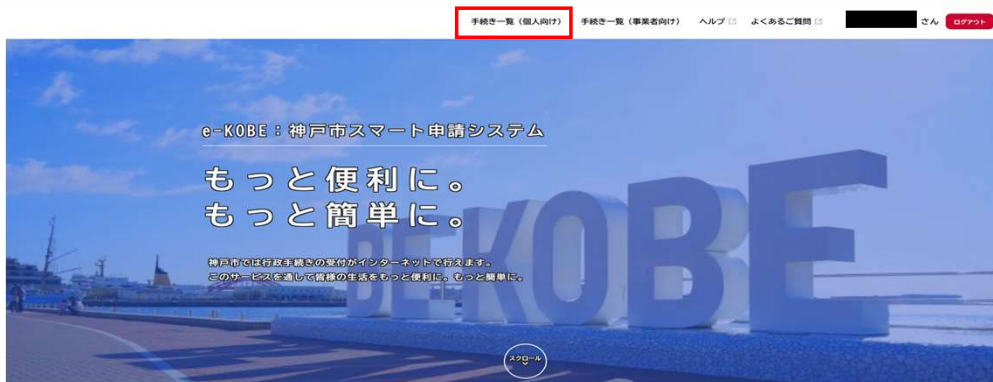 手続き一覧（個人向け） 手続き一覧（事業者向け） ヘルプ よくあるご質問 さん ログアウト
e-KOBE：神戸市スマート申請システム
もっと便利に。
もっと簡単に。
神戸市では行政手続きの受付がインターネットで行えます。
このサービスを通して皆様の生活をもっと便利に。もっと簡単に。
BE KOBE
スクロール